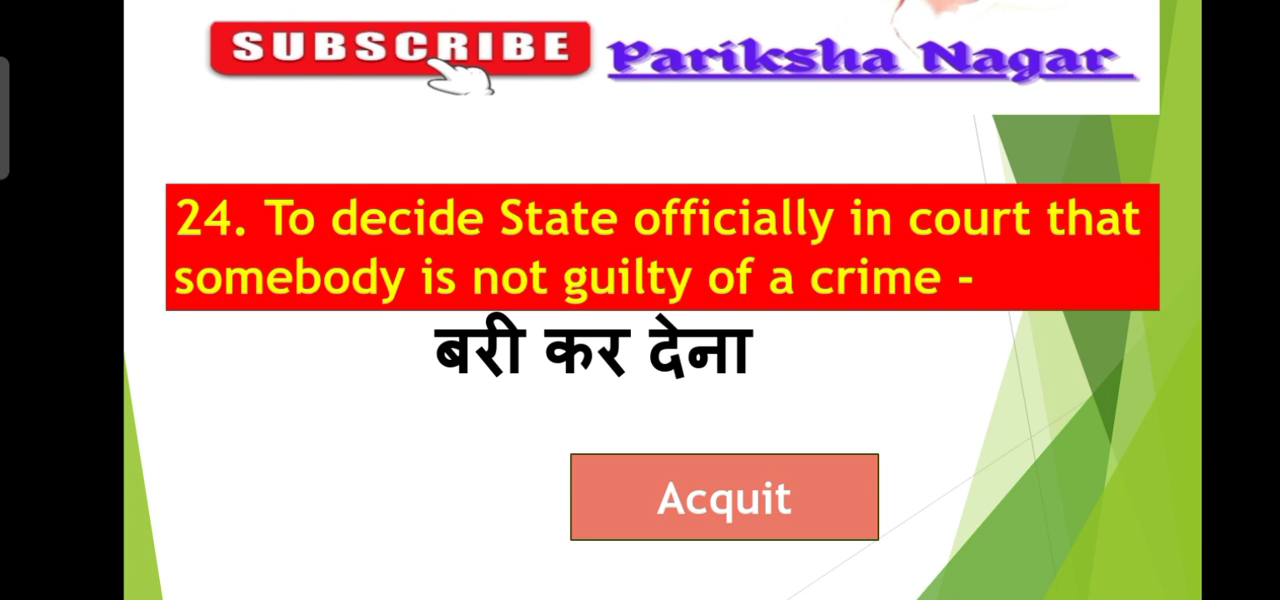 SUBSCRIBE Pariksha Nagar
24. To decide State officially in court that
somebody is not guilty of a crime -
बरी कर देना
Acquit